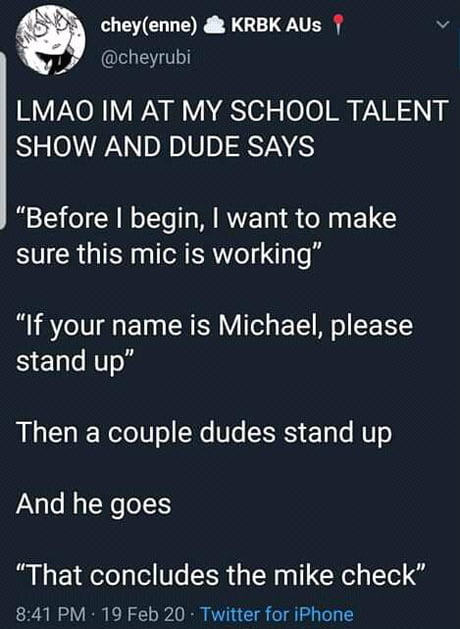 chey(enne) ☁ KRBK AUs 📍
@cheyrubi
LMAO IM AT MY SCHOOL TALENT
SHOW AND DUDE SAYS
“Before I begin, I want to make
sure this mic is working”
“If your name is Michael, please
stand up”
Then a couple dudes stand up
And he goes
“That concludes the mike check”
8:41 PM · 19 Feb 20 · Twitter for iPhone